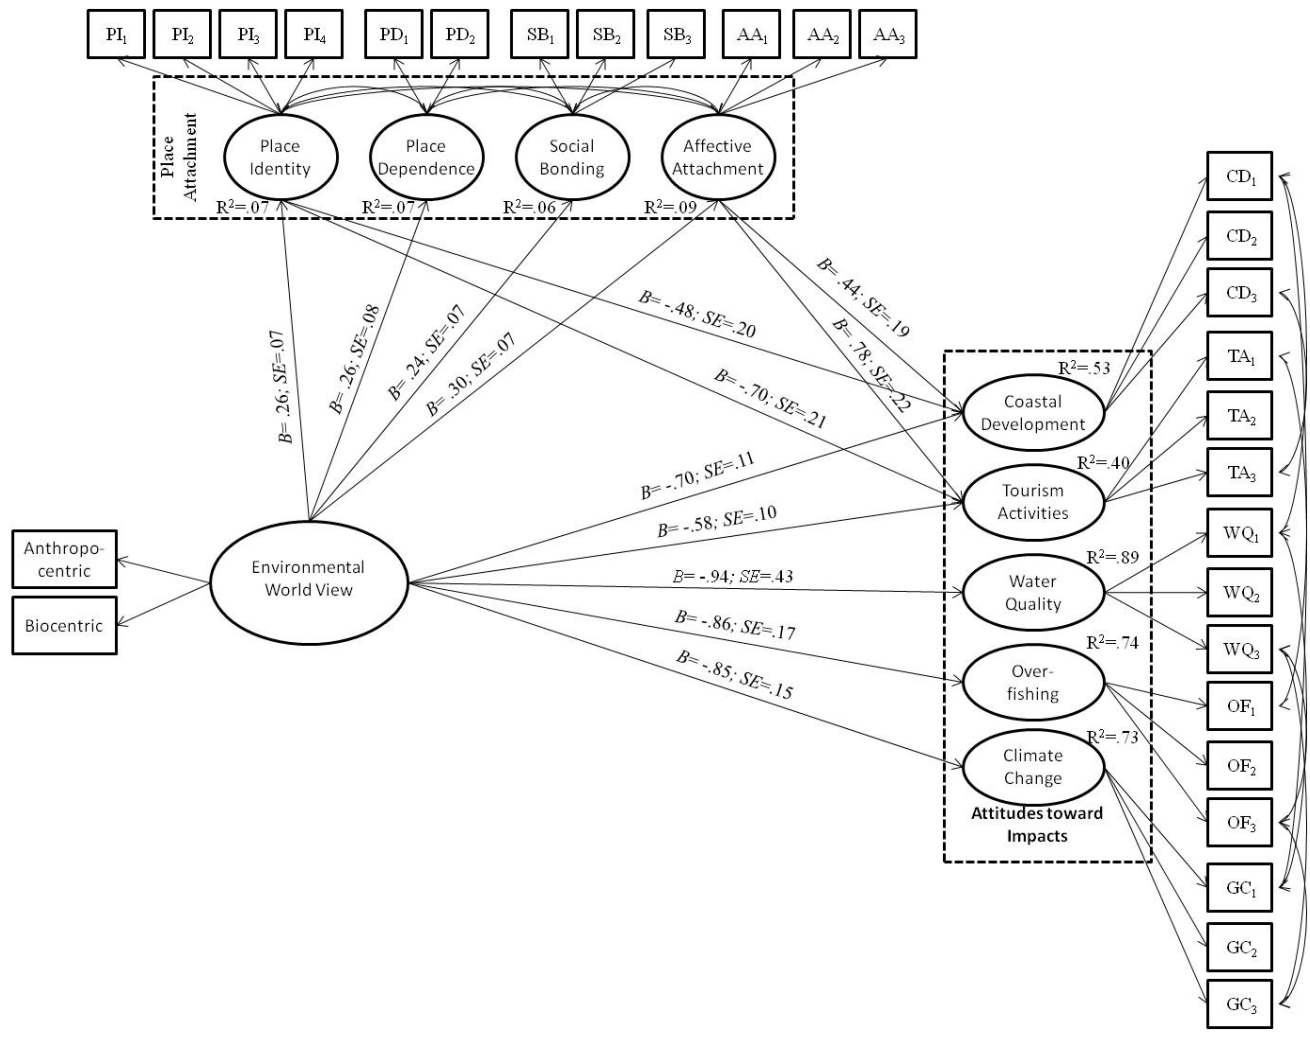 PI1 PI2 PI3 PI4 PD1 PD2 SB1 SB2 SB3 AA1 AA2 AA3
Place
Attachment
Place
Identity
Place
Dependence
Social
Bonding
Affective
Attachment
R²=.07
R²=.07
R²=.06
R²=.09
B= .26; SE=.07
B= .26; SE=.08
B= .24; SE=.07
B= .30; SE=.07
B= -.48; SE=.20
B= -.70; SE=.21
B= .44; SE=.19
B= .78; SE=.22
B= -.70; SE=.11
B= -.58; SE=.10
B= -.94; SE=.43
B= -.86; SE=.17
B= -.85; SE=.15
Anthropo-
centric
Biocentric
Environmental
World View
R²=.53
Coastal
Development
R²=.40
Tourism
Activities
R²=.89
Water
Quality
R²=.74
Over-
fishing
R²=.73
Climate
Change
Attitudes toward
Impacts
CD1
CD2
CD3
TA1
TA2
TA3
WQ1
WQ2
WQ3
OF1
OF2
OF3
GC1
GC2
GC3